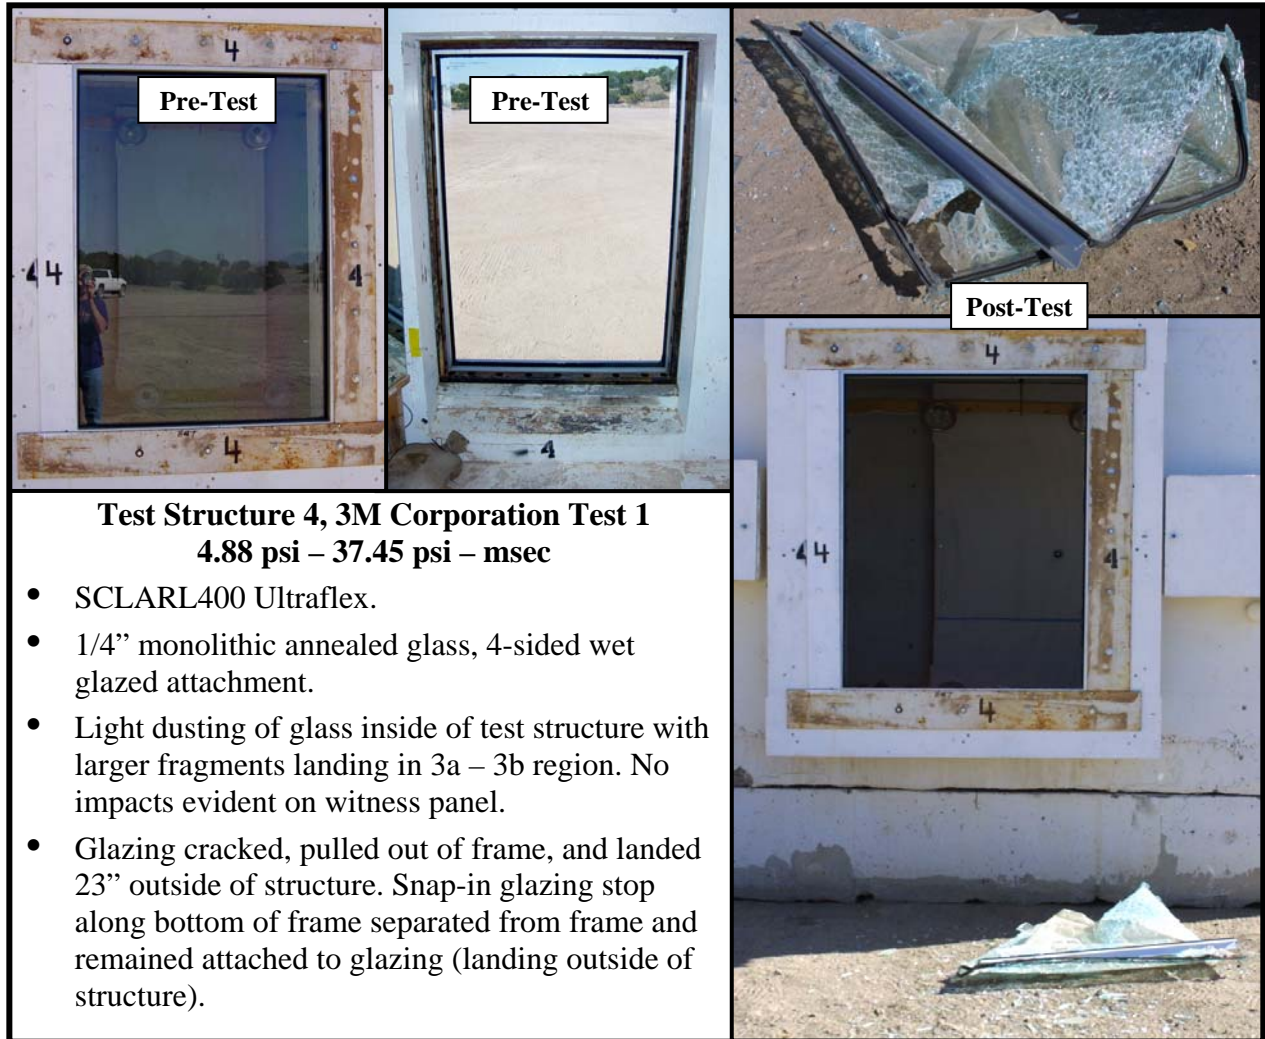 Pre-Test
Pre-Test
4
4
4
4
4
Post-Test
4
4
4
4
Test Structure 4, 3M Corporation Test 1
4.88 psi – 37.45 psi – msec
• SCLARL400 Ultraflex.
• 1/4” monolithic annealed glass, 4-sided wet
glazed attachment.
• Light dusting of glass inside of test structure with
larger fragments landing in 3a – 3b region. No
impacts evident on witness panel.
• Glazing cracked, pulled out of frame, and landed
23” outside of structure. Snap-in glazing stop
along bottom of frame separated from frame and
remained attached to glazing (landing outside of
structure).